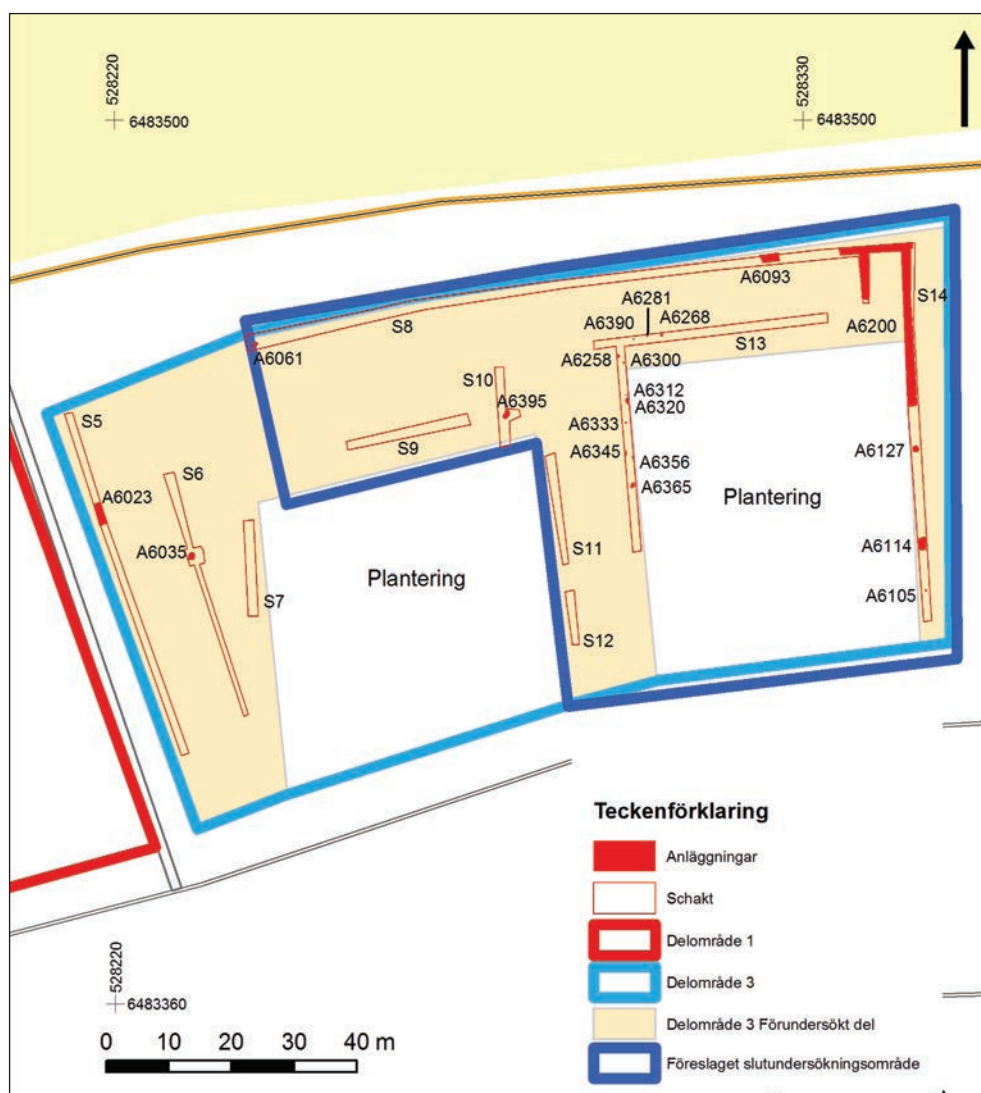 528220
6483500
528330
6483500
A6281
A6093
A6390
A6268
S14
S8
A6061
A6258
A6300
S13
A6200
S10
A6395
A6312
A6320
S5
S9
A6333
S6
A6345
A6356
A6127
A6023
A6365
Plantering
A6035
S11
A6114
Plantering
S7
A6105
S12
Teckenförklaring
Anläggningar
Schakt
Delområde 1
Delområde 3
Delområde 3 Förundersökt del
Föreslaget slutundersökningsområde
528220
6483360
0 10 20 30 40 m